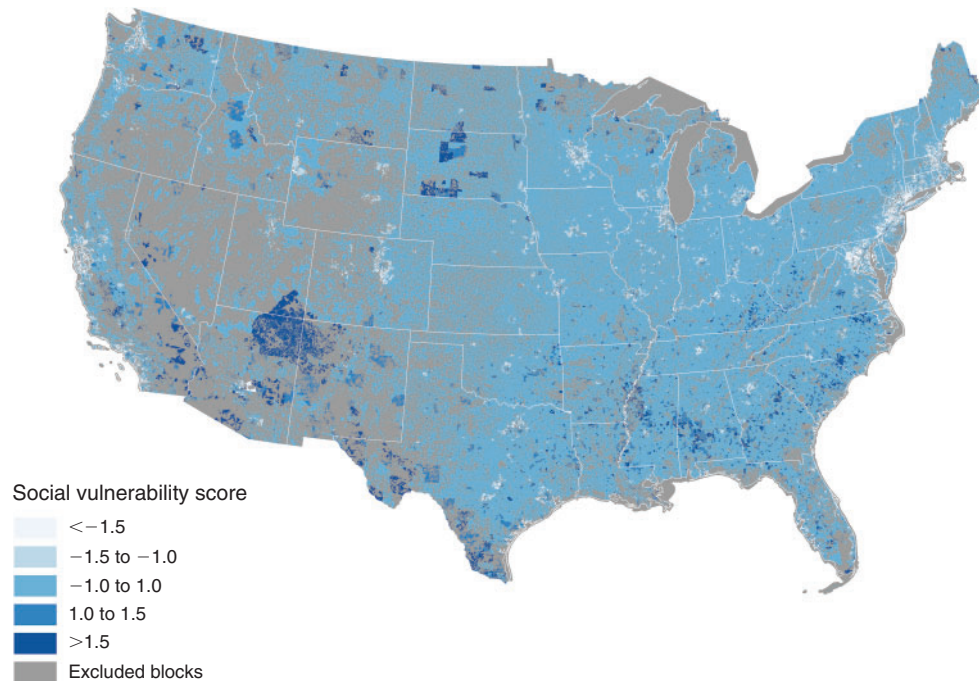 Social vulnerability score
<−1.5
−1.5 to −1.0
−1.0 to 1.0
1.0 to 1.5
>1.5
Excluded blocks